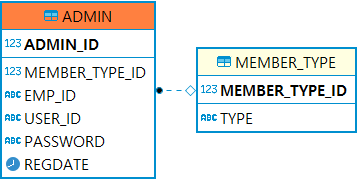 ADMIN
123 ADMIN_ID
123 MEMBER_TYPE_ID
ABC EMP_ID
ABC USER_ID
ABC PASSWORD
REGDATE
MEMBER_TYPE
123 MEMBER_TYPE_ID
ABC TYPE